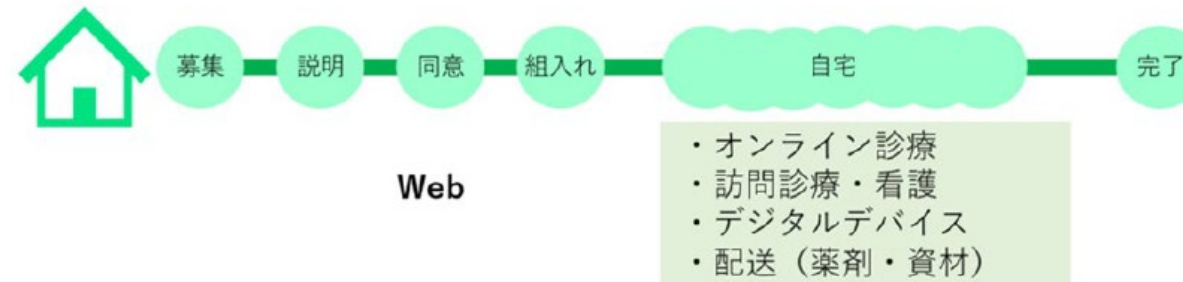 募集
説明
同意
組入れ
自宅
完了
Web
・オンライン診療
・訪問診療・看護
・デジタルデバイス
・配送（薬剤・資材）